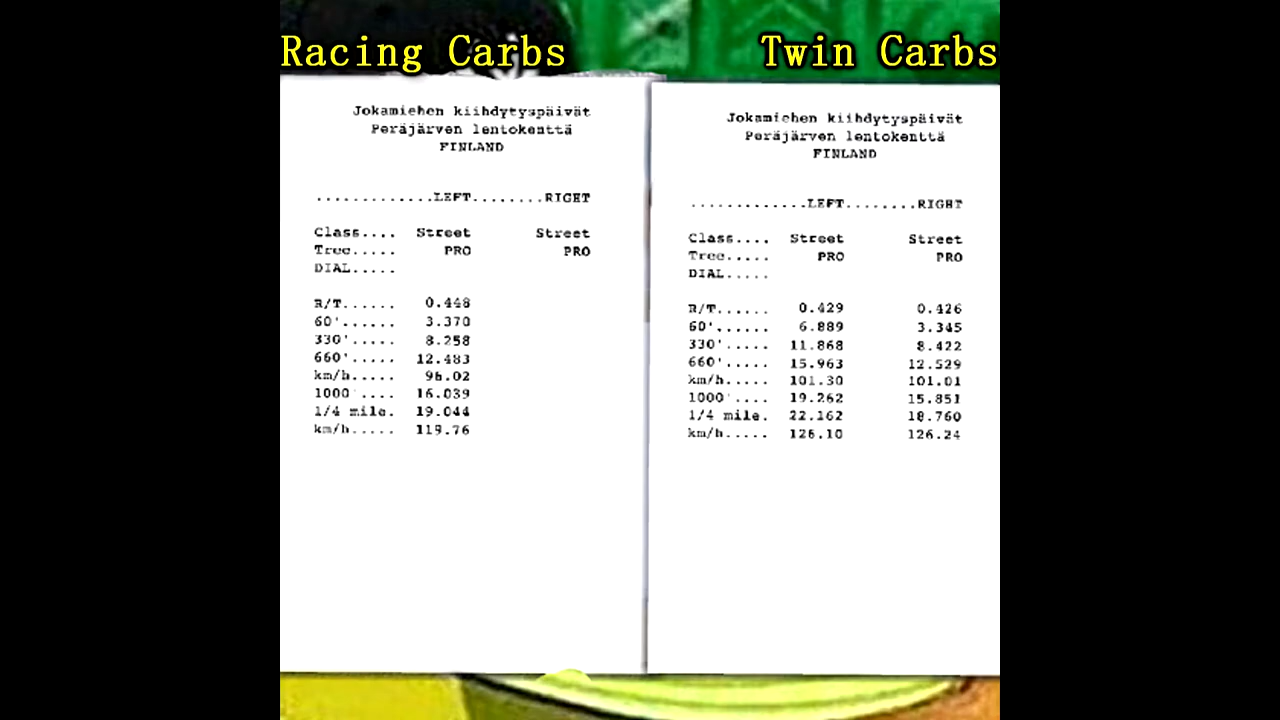 Racing Carbs
Twin Carbs
Jokamiehen kiihdytyspäivät
Peräjärven lentokenttä
FINLAND
.............LEFT........RIGHT
Class.... Street Street
Tree..... PRO PRO
DIAL.....
R/T...... 0.448
60'...... 3.370
330'..... 8.258
660'..... 12.483
km/h..... 96.02
1000'.... 16.039
1/4 mile. 19.044
km/h..... 119.76
Jokamiehen kiihdytyspäivät
Peräjärven lentokenttä
FINLAND
.............LEFT........RIGHT
Class.... Street Street
Tree..... PRO PRO
DIAL.....
R/T...... 0.429 0.426
60'...... 6.889 3.345
330'..... 11.868 8.422
660'..... 15.963 12.529
km/h..... 101.30 101.01
1000'.... 19.262 15.851
1/4 mile. 22.162 18.760
km/h..... 126.10 126.24